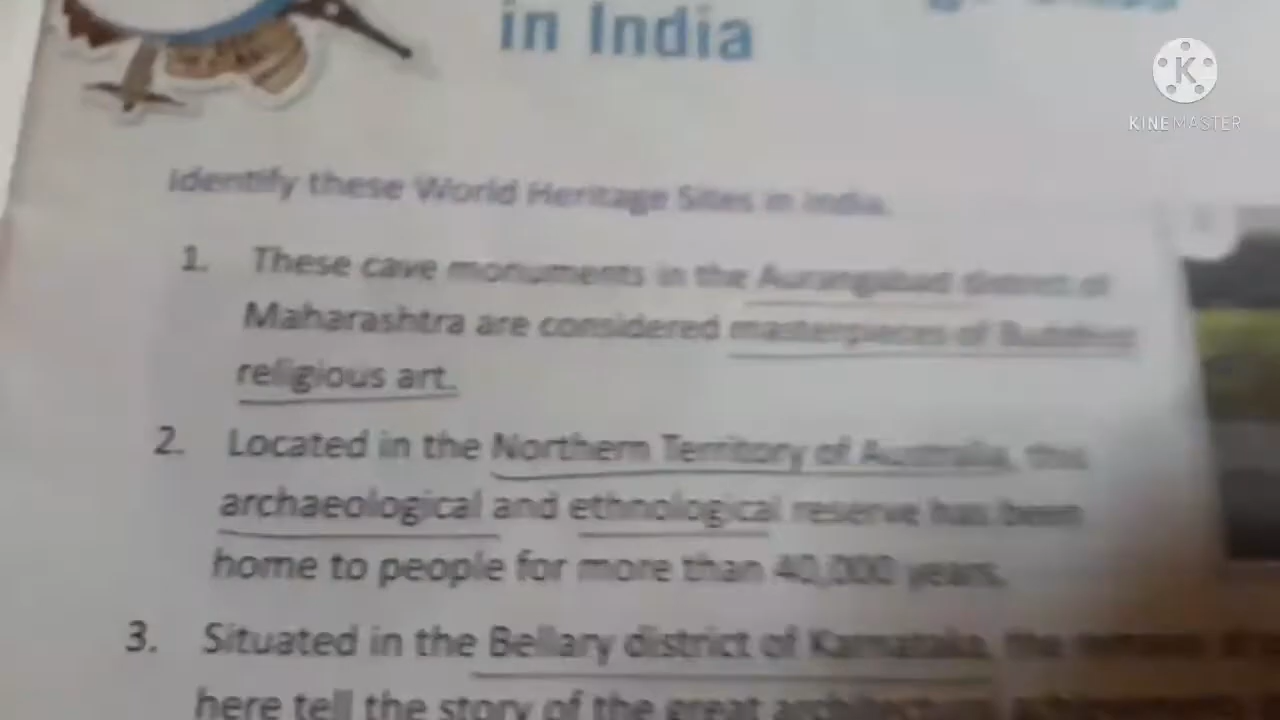 in India
KINEMASTER
Identify these World Heritage Sites in India.
1. These cave monuments in the Aurangabad district of
Maharashtra are considered masterpieces of Buddhist
religious art.
2. Located in the Northern Territory of Australia, this
archaeological and ethnological reserve has been
home to people for more than 40,000 years.
3. Situated in the Bellary district of Karnataka, the
here tell the story of the great